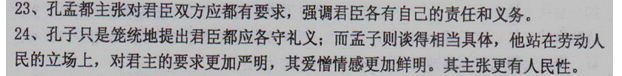 23、孔孟都主张对君臣双方应都有要求，强调君臣各有自己的责任和义务。
24、孔子只是笼统地提出君臣都应各守礼义；而孟子则谈得相当具体，他站在劳动人
民的立场上，对君主的要求更加严明，其爱憎情感更加鲜明。其主张更有人民性。